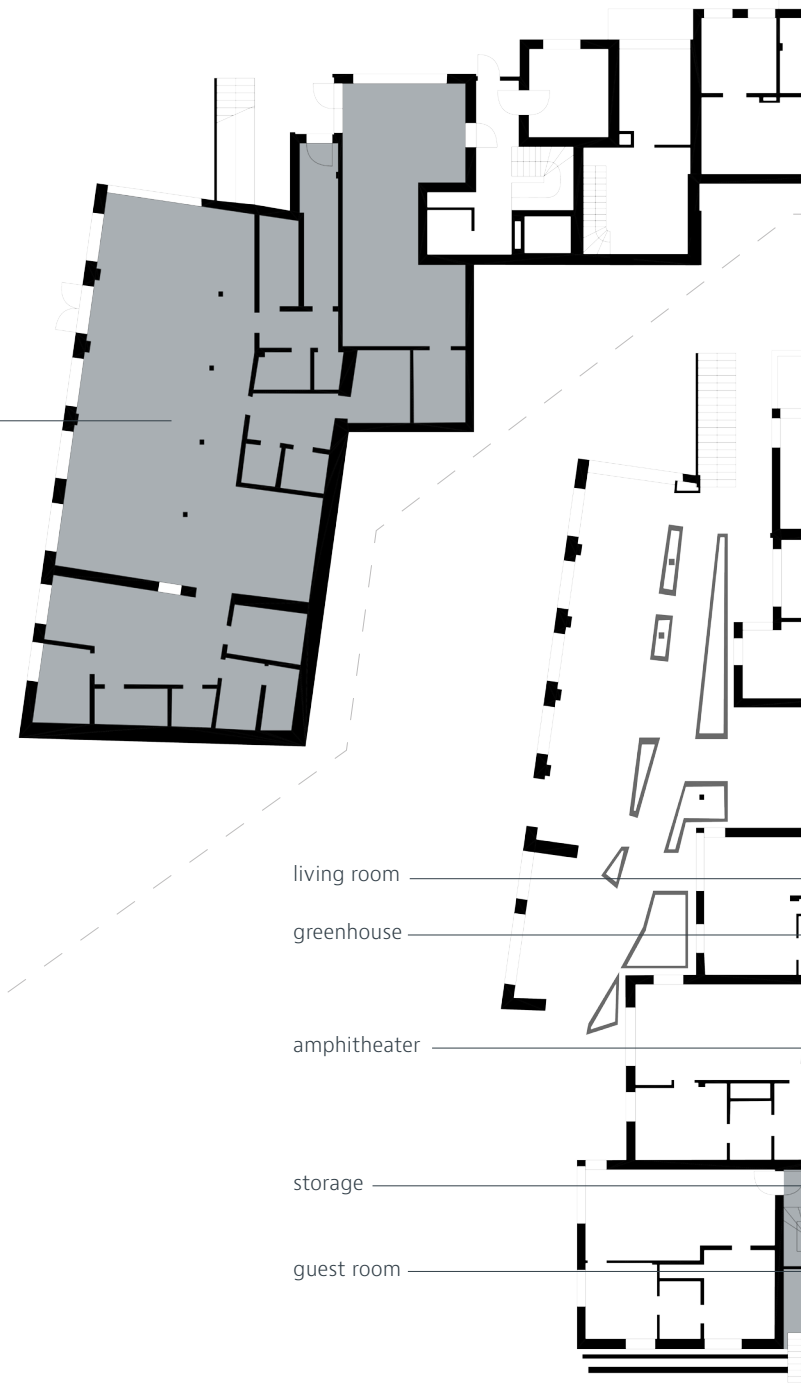 living room
greenhouse
amphitheater
storage
guest room